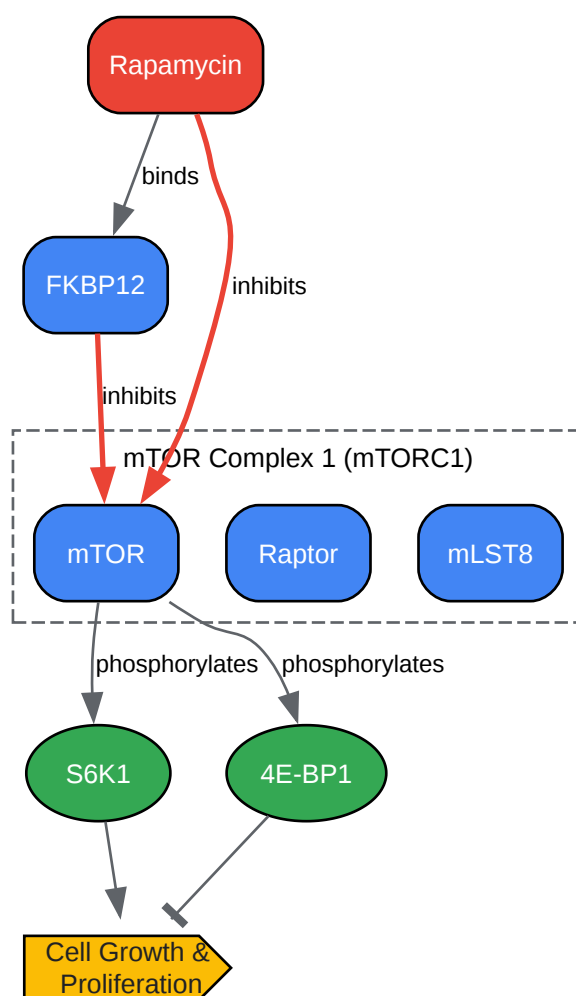 Rapamycin
binds
FKBP12
inhibits
inhibits
mTOR Complex 1 (mTORC1)
mTOR
Raptor
mLST8
phosphorylates
phosphorylates
S6K1
4E-BP1
Cell Growth &
Proliferation